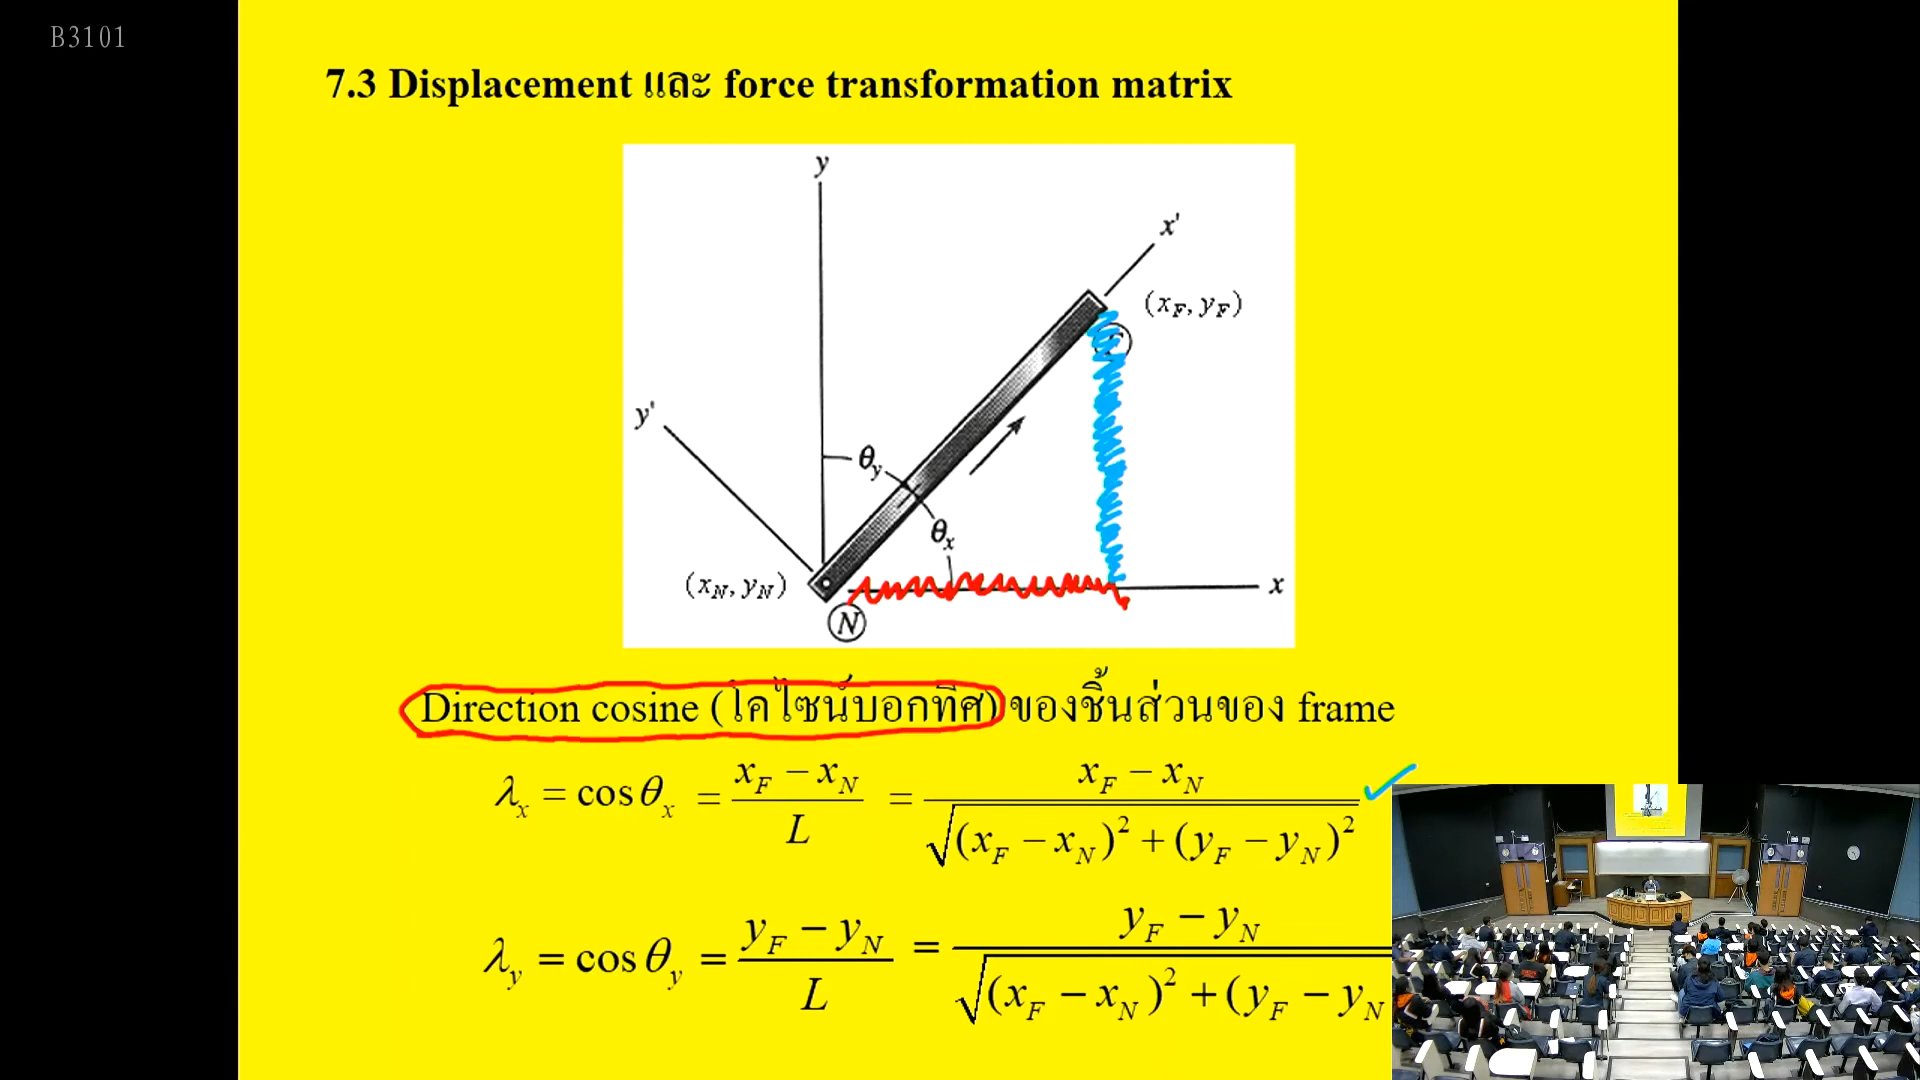 B3101
7.3 Displacement และ force transformation matrix
y
x'
(x_F, y_F)
y'
θ_y
θ_x
(x_N, y_N)
x
N
Direction cosine (โคไซน์บอกทิศ) ของชิ้นส่วนของ frame
λ_x = cos θ_x = (x_F − x_N) / L = (x_F − x_N) / √((x_F − x_N)² + (y_F − y_N)²)
λ_y = cos θ_y = (y_F − y_N) / L = (y_F − y_N) / √((x_F − x_N)² + (y_F − y_N